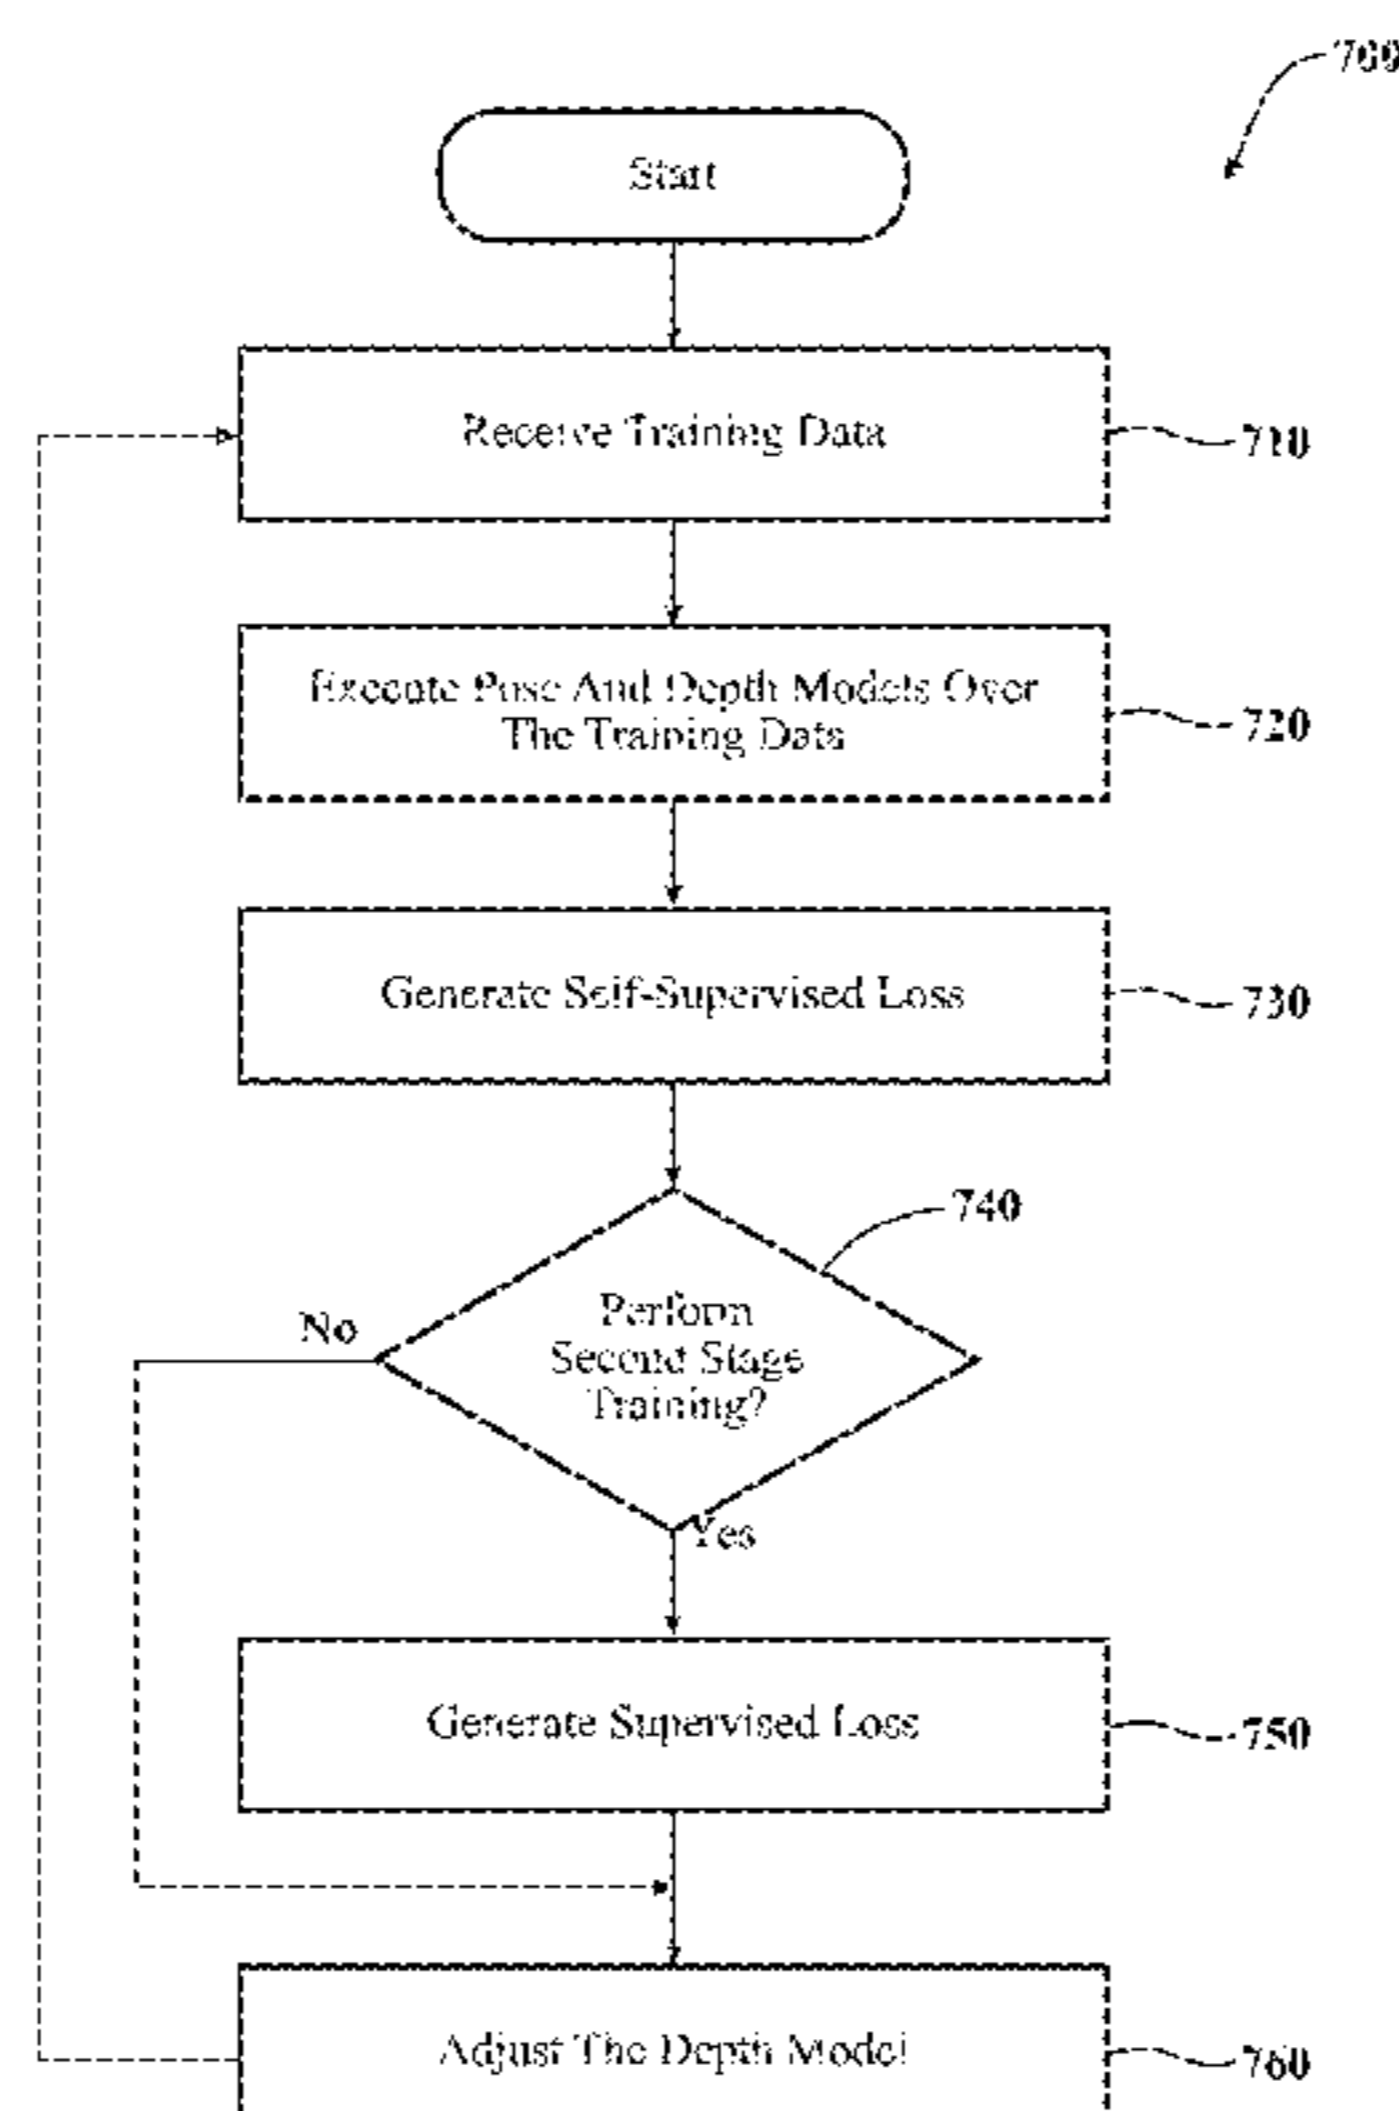 700
Start
Receive Training Data
710
Execute Pose And Depth Models Over
The Training Data
720
Generate Self-Supervised Loss
730
740
Perform
Second Stage
Training?
No
Yes
Generate Supervised Loss
750
Adjust The Depth Model
760